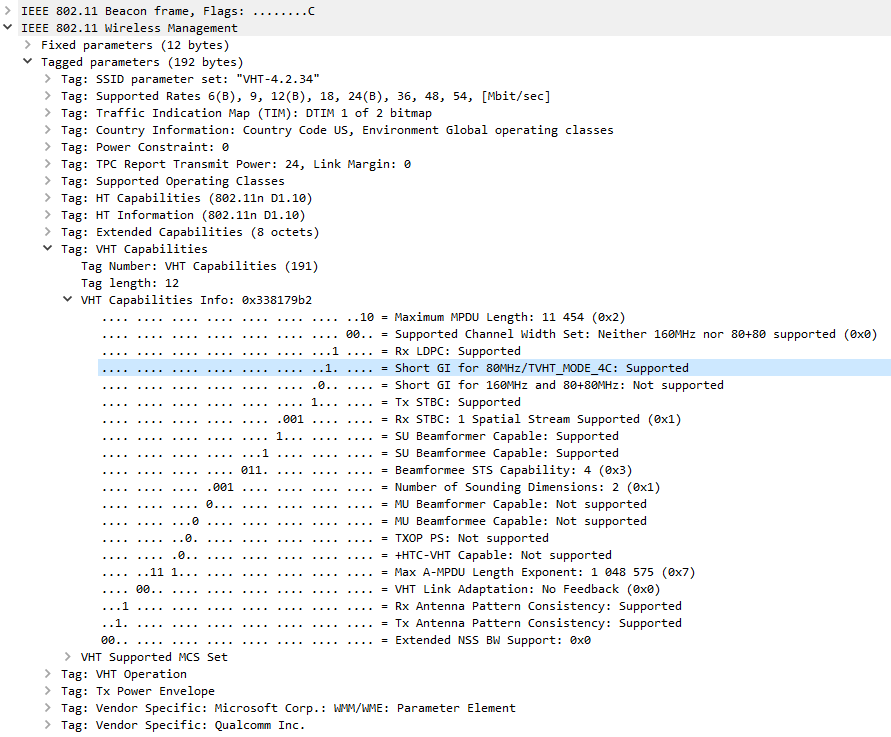 IEEE 802.11 Beacon frame, Flags: ........C
IEEE 802.11 Wireless Management
Fixed parameters (12 bytes)
Tagged parameters (192 bytes)
Tag: SSID parameter set: "VHT-4.2.34"
Tag: Supported Rates 6(B), 9, 12(B), 18, 24(B), 36, 48, 54, [Mbit/sec]
Tag: Traffic Indication Map (TIM): DTIM 1 of 2 bitmap
Tag: Country Information: Country Code US, Environment Global operating classes
Tag: Power Constraint: 0
Tag: TPC Report Transmit Power: 24, Link Margin: 0
Tag: Supported Operating Classes
Tag: HT Capabilities (802.11n D1.10)
Tag: HT Information (802.11n D1.10)
Tag: Extended Capabilities (8 octets)
Tag: VHT Capabilities
Tag Number: VHT Capabilities (191)
Tag length: 12
VHT Capabilities Info: 0x338179b2
.... .... .... .... .... .... .... ..10 = Maximum MPDU Length: 11 454 (0x2)
.... .... .... .... .... .... .... 00.. = Supported Channel Width Set: Neither 160MHz nor 80+80 supported (0x0)
.... .... .... .... .... .... ...1 .... = Rx LDPC: Supported
.... .... .... .... .... .... ..1. .... = Short GI for 80MHz/TVHT_MODE_4C: Supported
.... .... .... .... .... .... .0.. .... = Short GI for 160MHz and 80+80MHz: Not supported
.... .... .... .... .... .... 1... .... = Tx STBC: Supported
.... .... .... .... .... .001 .... .... = Rx STBC: 1 Spatial Stream Supported (0x1)
.... .... .... .... .... 1... .... .... = SU Beamformer Capable: Supported
.... .... .... .... ...1 .... .... .... = SU Beamformee Capable: Supported
.... .... .... .... 011. .... .... .... = Beamformee STS Capability: 4 (0x3)
.... .... .... .001 .... .... .... .... = Number of Sounding Dimensions: 2 (0x1)
.... .... .... 0... .... .... .... .... = MU Beamformer Capable: Not supported
.... .... ...0 .... .... .... .... .... = MU Beamformee Capable: Not supported
.... .... ..0. .... .... .... .... .... = TXOP PS: Not supported
.... .... .0.. .... .... .... .... .... = +HTC-VHT Capable: Not supported
.... ..11 1... .... .... .... .... .... = Max A-MPDU Length Exponent: 1 048 575 (0x7)
.... 00.. .... .... .... .... .... .... = VHT Link Adaptation: No Feedback (0x0)
...1 .... .... .... .... .... .... .... = Rx Antenna Pattern Consistency: Supported
..1. .... .... .... .... .... .... .... = Tx Antenna Pattern Consistency: Supported
00.. .... .... .... .... .... .... .... = Extended NSS BW Support: 0x0
VHT Supported MCS Set
Tag: VHT Operation
Tag: Tx Power Envelope
Tag: Vendor Specific: Microsoft Corp.: WMM/WME: Parameter Element
Tag: Vendor Specific: Qualcomm Inc.